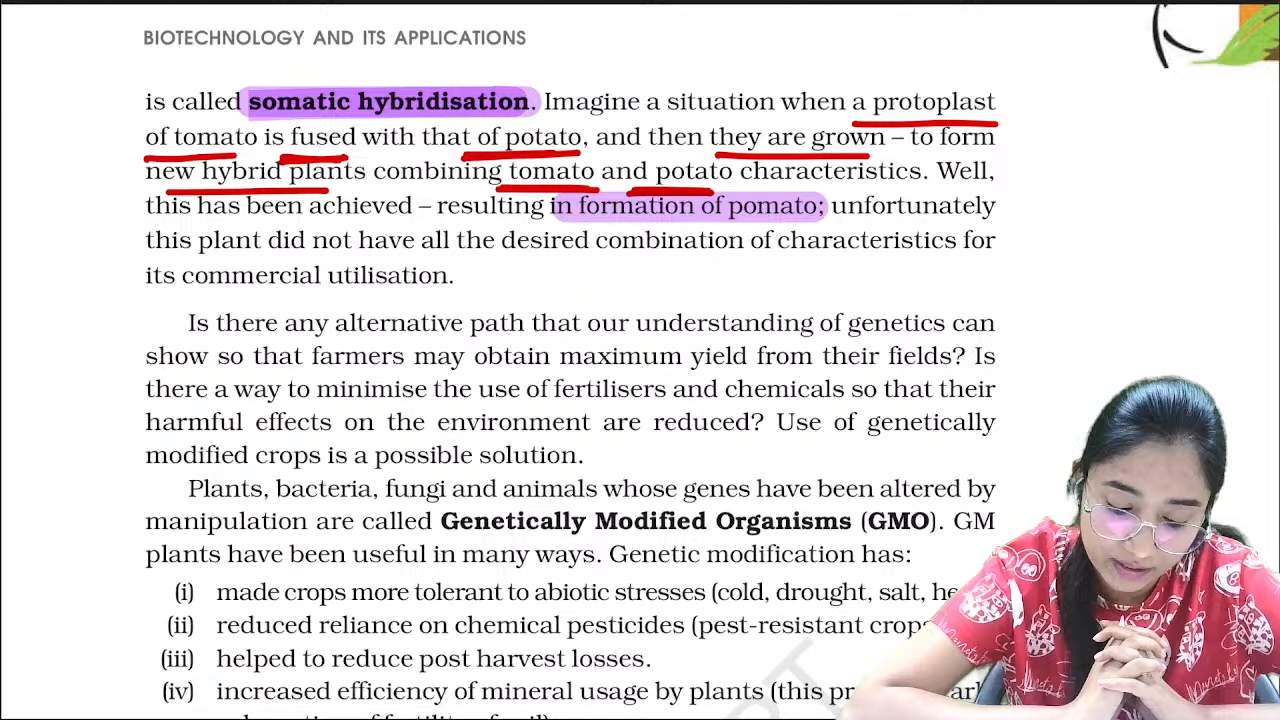 BIOTECHNOLOGY AND ITS APPLICATIONS
is called somatic hybridisation. Imagine a situation when a protoplast
of tomato is fused with that of potato, and then they are grown – to form
new hybrid plants combining tomato and potato characteristics. Well,
this has been achieved – resulting in formation of pomato; unfortunately
this plant did not have all the desired combination of characteristics for
its commercial utilisation.
Is there any alternative path that our understanding of genetics can
show so that farmers may obtain maximum yield from their fields? Is
there a way to minimise the use of fertilisers and chemicals so that their
harmful effects on the environment are reduced? Use of genetically
modified crops is a possible solution.
Plants, bacteria, fungi and animals whose genes have been altered by
manipulation are called Genetically Modified Organisms (GMO). GM
plants have been useful in many ways. Genetic modification has:
(i) made crops more tolerant to abiotic stresses (cold, drought, salt,
(ii) reduced reliance on chemical pesticides (pest-resistant
(iii) helped to reduce post harvest losses.
(iv) increased efficiency of mineral usage by plants (this